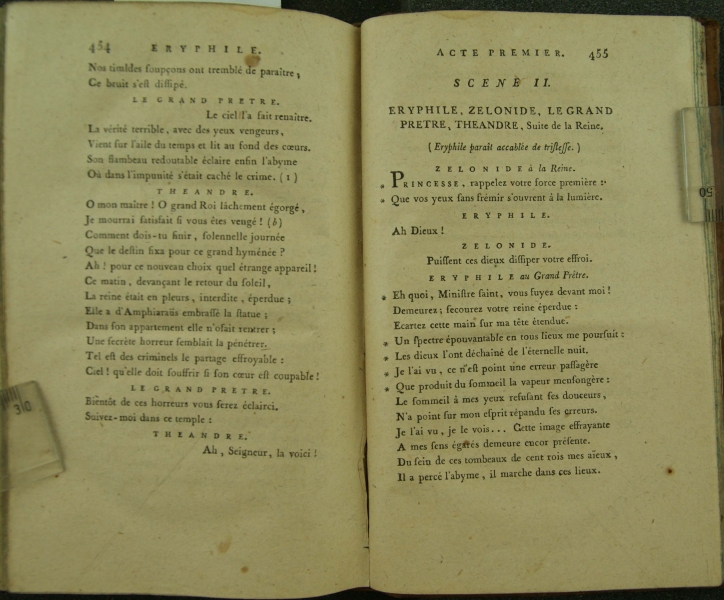 454 ERYPHILE.
Nos timides ſoupçons ont tremblé de paraître,
Ce bruit s'eſt diſſipé.
LE GRAND PRETRE.
Le ciel l'a fait renaître.
La vérité terrible, avec des yeux vengeurs,
Vient ſur l'aile du temps et lit au fond des cœurs.
Son flambeau redoutable éclaire enfin l'abyme
Où dans l'impunité s'était caché le crime. (1)
THEANDRE.
O mon maître ! O grand Roi lâchement égorgé,
Je mourrai ſatisfait ſi vous êtes vengé ! (b)
Comment dois-tu finir, ſolennelle journée
Que le deſtin fixa pour ce grand hyménée ?
Ah ! pour ce nouveau choix quel étrange appareil !
Ce matin, devançant le retour du ſoleil,
La reine était en pleurs, interdite, éperdue ;
Elle a d'Amphiaraüs embraſſé la ſtatue ;
Dans ſon appartement elle n'oſait rentrer ;
Une ſecrète horreur ſemblait la pénétrer.
Tel eſt des criminels le partage effroyable :
Ciel ! qu'elle doit ſouffrir ſi ſon cœur eſt coupable !
LE GRAND PRETRE.
Bientôt de ces horreurs vous ſerez éclairci.
Suivez-moi dans ce temple :
THEANDRE.
Ah, Seigneur, la voici !
ACTE PREMIER. 455
SCENE II.
ERYPHILE, ZELONIDE, LE GRAND
PRETRE, THEANDRE, Suite de la Reine.
(Eryphile paraît accablée de triſteſſe.)
ZELONIDE à la Reine.
* PRINCESSE, rappelez votre force première :
* Que vos yeux ſans frémir s'ouvrent à la lumière.
ERYPHILE.
Ah Dieux !
ZELONIDE.
Puiſſent ces dieux diſſiper votre effroi.
ERYPHILE au Grand Prêtre.
* Eh quoi, Miniſtre ſaint, vous fuyez devant moi !
Demeurez ; ſecourez votre reine éperdue :
Ecartez cette main ſur ma tête étendue.
* Un ſpectre épouvantable en tous lieux me pourſuit :
* Les dieux l'ont déchaîné de l'éternelle nuit.
* Je l'ai vu, ce n'eſt point une erreur paſſagère
* Que produit du ſommeil la vapeur menſongère :
Le ſommeil à mes yeux refuſant ſes douceurs,
N'a point ſur mon eſprit répandu ſes erreurs.
Je l'ai vu, je le vois... Cette image effrayante
A mes ſens égarés demeure encor préſente.
Du ſein de ces tombeaux de cent rois mes aïeux,
Il a percé l'abyme, il marche dans ces lieux.
310
50